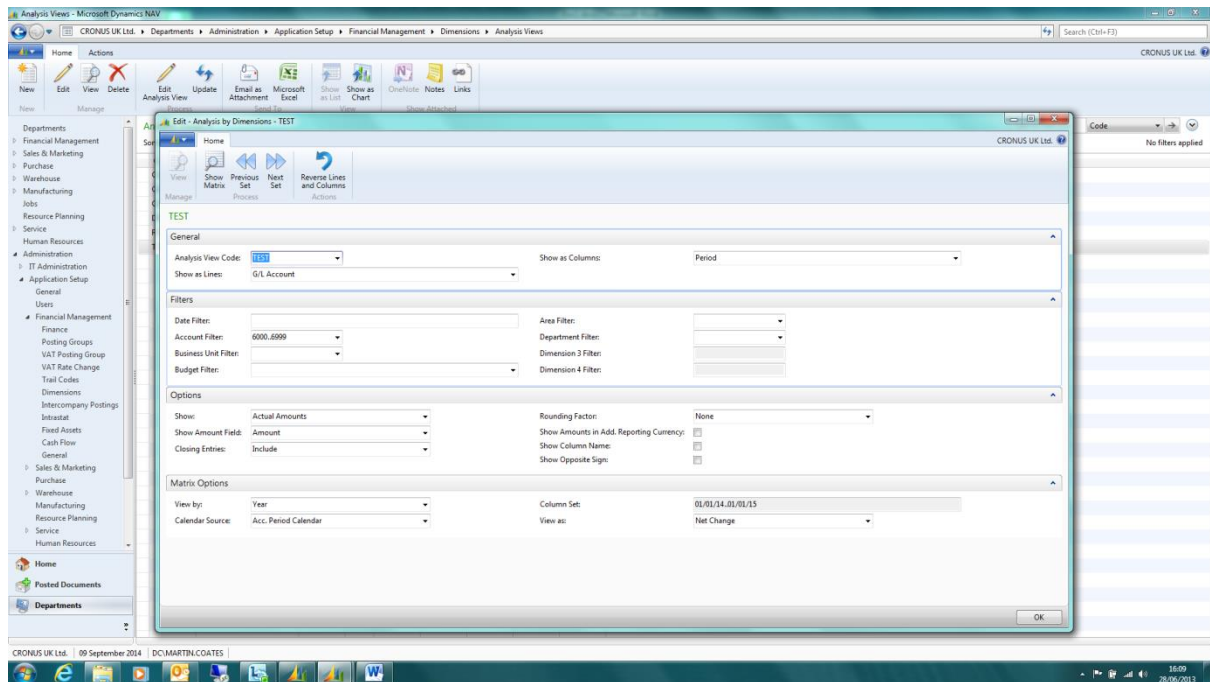 Analysis Views - Microsoft Dynamics NAV
CRONUS UK Ltd. Departments Administration Application Setup Financial Management Dimensions Analysis Views
Search (Ctrl+F3)
Home Actions
CRONUS UK Ltd.
New Edit View Delete Edit Analysis View Update Email as Attachment Microsoft Excel Show as List Show as Chart OneNote Notes Links
New Manage Process Send To View Show Attached
Departments
Financial Management
Sales & Marketing
Purchase
Warehouse
Manufacturing
Jobs
Resource Planning
Service
Human Resources
Administration
IT Administration
Application Setup
General
Users
Financial Management
Finance
Posting Groups
VAT Posting Group
VAT Rate Change
Trail Codes
Dimensions
Intercompany Postings
Intrastat
Fixed Assets
Cash Flow
General
Sales & Marketing
Purchase
Warehouse
Manufacturing
Resource Planning
Service
Human Resources
Home
Posted Documents
Departments
Code
No filters applied
Edit - Analysis by Dimensions - TEST
Home
CRONUS UK Ltd.
View Show Matrix Previous Set Next Set Reverse Lines and Columns
Manage Process Actions
TEST
General
Analysis View Code: TEST Show as Columns: Period
Show as Lines: G/L Account
Filters
Date Filter: Area Filter:
Account Filter: 6000..6999 Department Filter:
Business Unit Filter: Dimension 3 Filter:
Budget Filter: Dimension 4 Filter:
Options
Show: Actual Amounts Rounding Factor: None
Show Amount Field: Amount Show Amounts in Add. Reporting Currency:
Closing Entries: Include Show Column Name:
Show Opposite Sign:
Matrix Options
View by: Year Column Set: 01/01/14..01/01/15
Calendar Source: Acc. Period Calendar View as: Net Change
OK
CRONUS UK Ltd. 09 September 2014 DC\MARTIN.COATES
16:09
28/06/2013